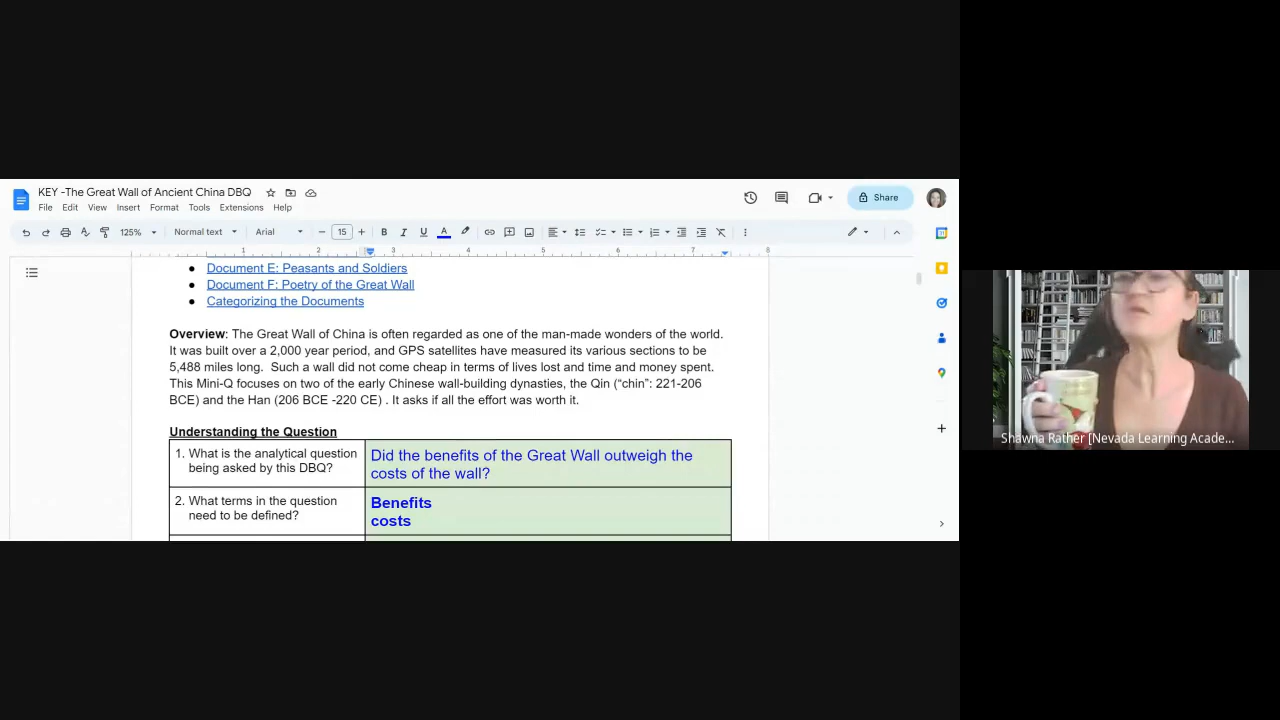 KEY -The Great Wall of Ancient China DBQ
File Edit View Insert Format Tools Extensions Help
Share
125% Normal text Arial – 15 + B I U A
1 2 3 4 5 6 7 8
● Document E: Peasants and Soldiers
● Document F: Poetry of the Great Wall
● Categorizing the Documents
Overview: The Great Wall of China is often regarded as one of the man-made wonders of the world.
It was built over a 2,000 year period, and GPS satellites have measured its various sections to be
5,488 miles long. Such a wall did not come cheap in terms of lives lost and time and money spent.
This Mini-Q focuses on two of the early Chinese wall-building dynasties, the Qin (“chin”: 221-206
BCE) and the Han (206 BCE -220 CE) . It asks if all the effort was worth it.
Understanding the Question
1. What is the analytical question
being asked by this DBQ?
Did the benefits of the Great Wall outweigh the
costs of the wall?
2. What terms in the question
need to be defined?
Benefits
costs
Shawna Rather [Nevada Learning Acade...